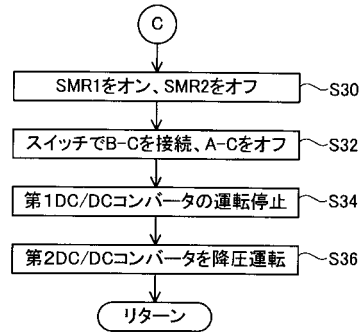 C
SMR1をオン、SMR2をオフ
S30
スイッチでB-Cを接続、A-Cをオフ
S32
第1DC/DCコンバータの運転停止
S34
第2DC/DCコンバータを降圧運転
S36
リターン